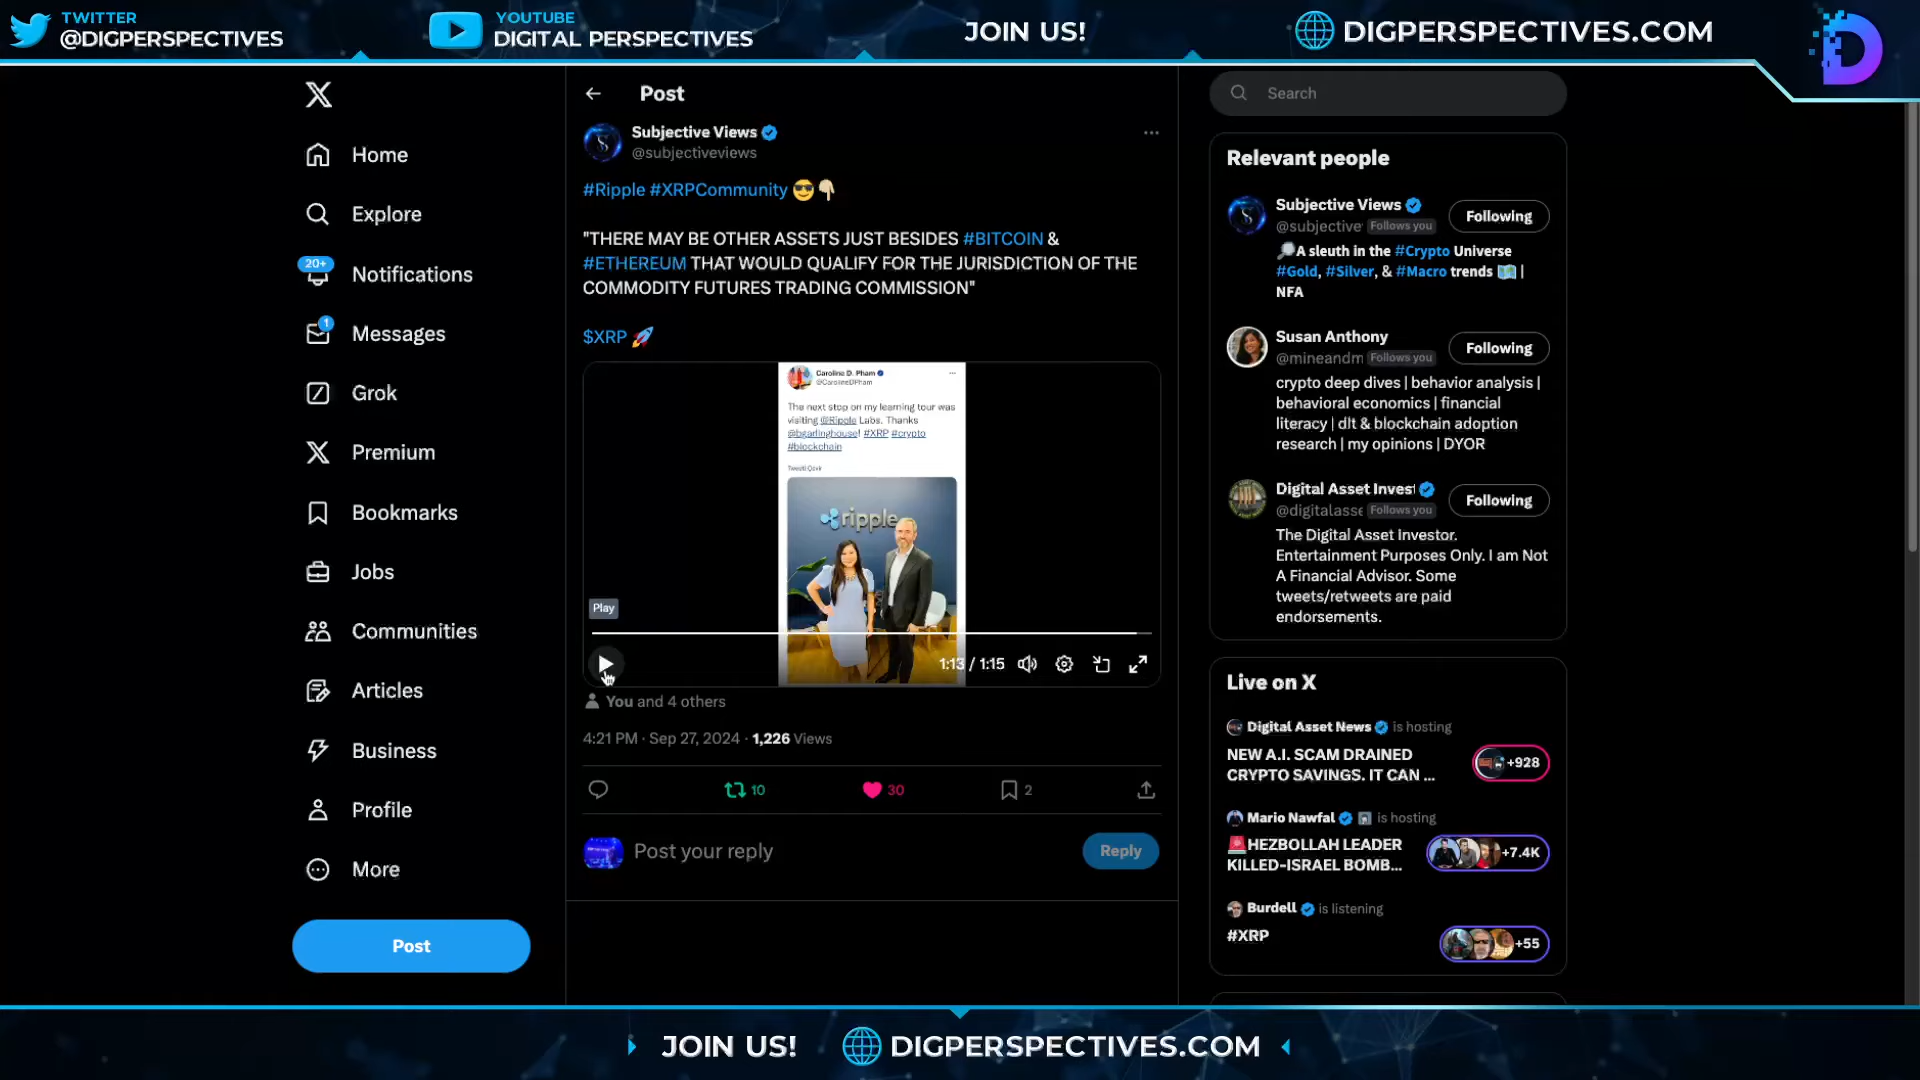 TWITTER
@DIGPERSPECTIVES
YOUTUBE
DIGITAL PERSPECTIVES
JOIN US!
DIGPERSPECTIVES.COM
Home
Explore
20+
Notifications
1
Messages
Grok
Premium
Bookmarks
Jobs
Communities
Articles
Business
Profile
More
Post
Post
Subjective Views
@subjectiveviews
#Ripple #XRPCommunity 😎👇🏼
"THERE MAY BE OTHER ASSETS JUST BESIDES #BITCOIN &
#ETHEREUM THAT WOULD QUALIFY FOR THE JURISDICTION OF THE
COMMODITY FUTURES TRADING COMMISSION"
$XRP 🚀
Caroline D. Pham
@CarolineDPham
The next stop on my learning tour was
visiting @Ripple Labs. Thanks
@bgarlinghouse! #XRP #crypto
#blockchain
ripple
Play
1:13 / 1:15
You and 4 others
4:21 PM · Sep 27, 2024 · 1,226 Views
10
30
2
Post your reply
Reply
Search
Relevant people
Subjective Views
@subjective
Follows you
Following
🔎A sleuth in the #Crypto Universe
#Gold, #Silver, & #Macro trends 🗺️ |
NFA
Susan Anthony
@mineandm
Follows you
Following
crypto deep dives | behavior analysis |
behavioral economics | financial
literacy | dlt & blockchain adoption
research | my opinions | DYOR
Digital Asset Invest
@digitalasse
Follows you
Following
The Digital Asset Investor.
Entertainment Purposes Only. I am Not
A Financial Advisor. Some
tweets/retweets are paid
endorsements.
Live on X
Digital Asset News is hosting
NEW A.I. SCAM DRAINED
CRYPTO SAVINGS. IT CAN ...
+928
Mario Nawfal is hosting
🚨HEZBOLLAH LEADER
KILLED-ISRAEL BOMB...
+7.4K
Burdell is listening
#XRP
+55
JOIN US!
DIGPERSPECTIVES.COM